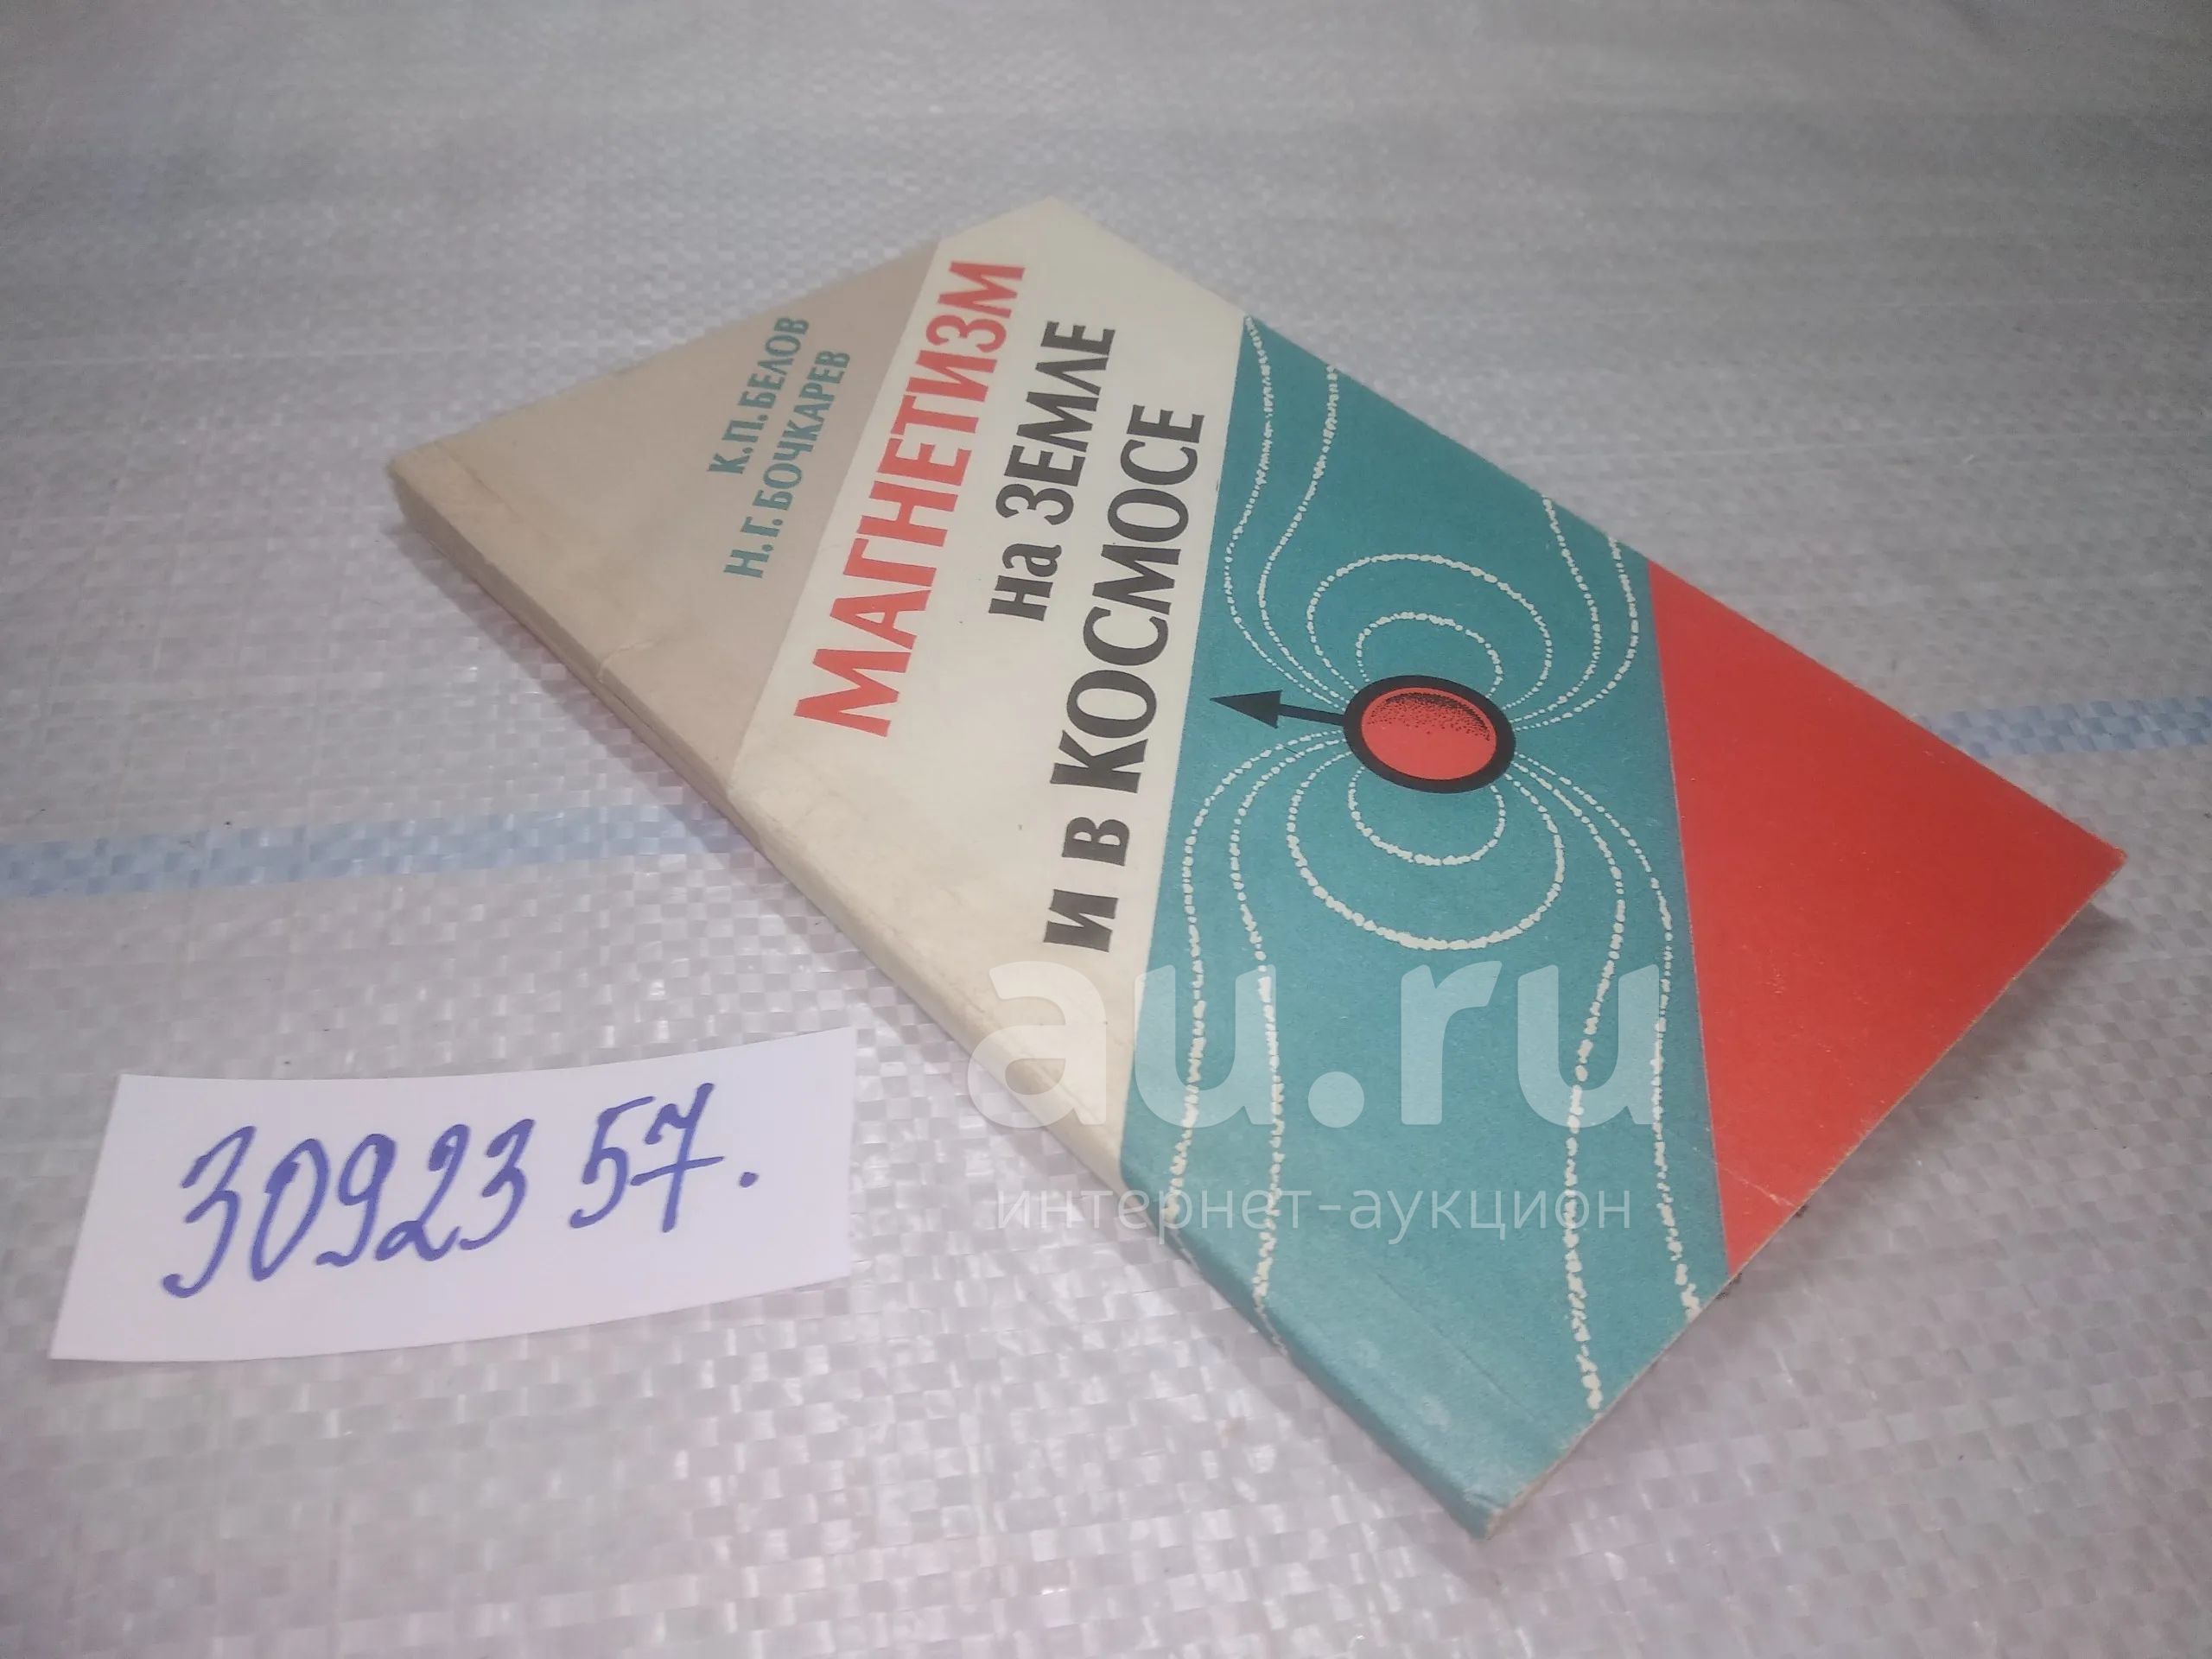 К.П.БЕЛОВ
Н.Г.БОЧКАРЕВ
МАГНЕТИЗМ
на ЗЕМЛЕ
И В КОСМОСЕ
au.ru
интернет-аукцион
3092357.